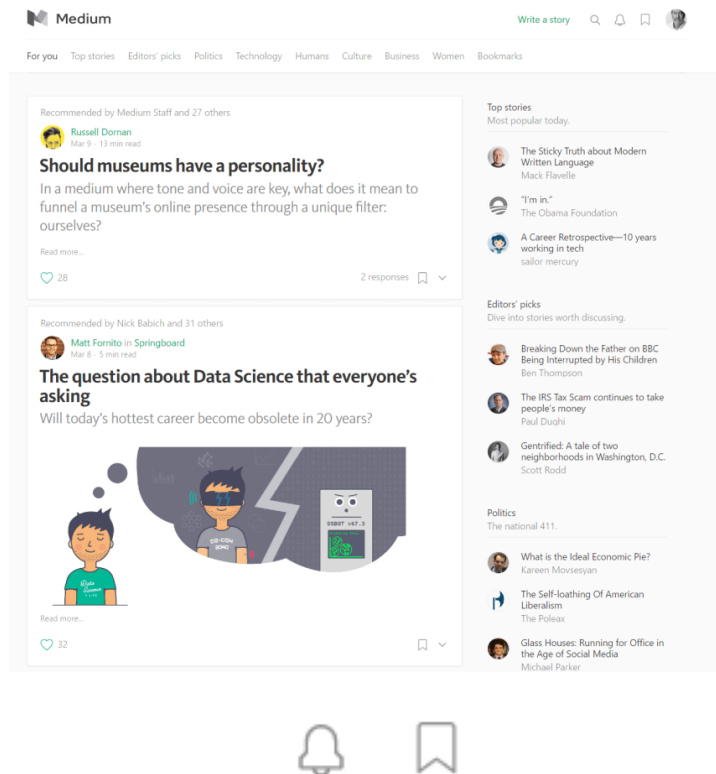 Medium
Write a story
For you Top stories Editors' picks Politics Technology Humans Culture Business Women Bookmarks
Recommended by Medium Staff and 27 others
Russell Dornan
Mar 9 · 13 min read
Should museums have a personality?
In a medium where tone and voice are key, what does it mean to
funnel a museum's online presence through a unique filter:
ourselves?
Read more...
28
2 responses
Recommended by Nick Babich and 31 others
Matt Fornito in Springboard
Mar 8 · 5 min read
The question about Data Science that everyone's
asking
Will today's hottest career become obsolete in 20 years?
DSBOT v67.3
DS-CON
Data
Science
Read more...
32
Top stories
Most popular today.
The Sticky Truth about Modern
Written Language
Mack Flavelle
"I'm in."
The Obama Foundation
A Career Retrospective—10 years
working in tech
sailor mercury
Editors' picks
Dive into stories worth discussing.
Breaking Down the Father on BBC
Being Interrupted by His Children
Ben Thompson
The IRS Tax Scam continues to take
people's money
Paul Dughi
Gentrified: A tale of two
neighborhoods in Washington, D.C.
Scott Rodd
Politics
The national 411.
What is the Ideal Economic Pie?
Kareen Movsesyan
The Self-loathing Of American
Liberalism
The Poleax
Glass Houses: Running for Office in
the Age of Social Media
Michael Parker